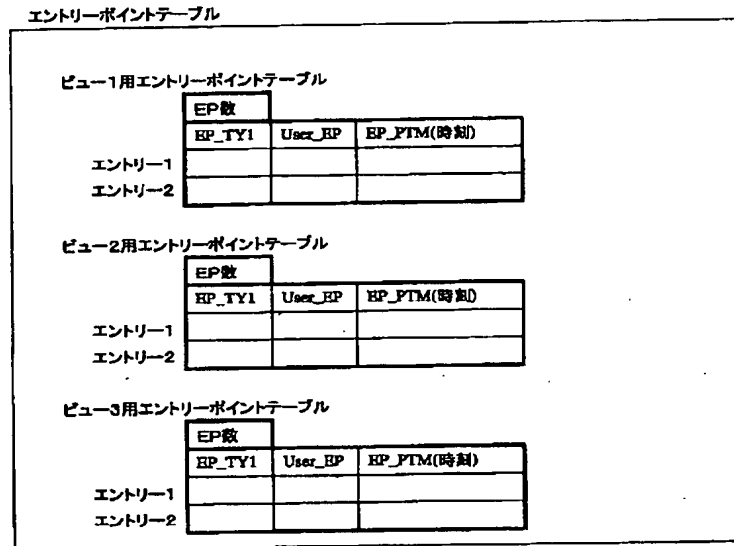 エントリーポイントテーブル
ビュー1用エントリーポイントテーブル
EP数
EP_TY1 User_EP EP_PTM(時刻)
エントリー1
エントリー2
ビュー2用エントリーポイントテーブル
EP数
EP_TY1 User_EP EP_PTM(時刻)
エントリー1
エントリー2
ビュー3用エントリーポイントテーブル
EP数
EP_TY1 User_EP EP_PTM(時刻)
エントリー1
エントリー2